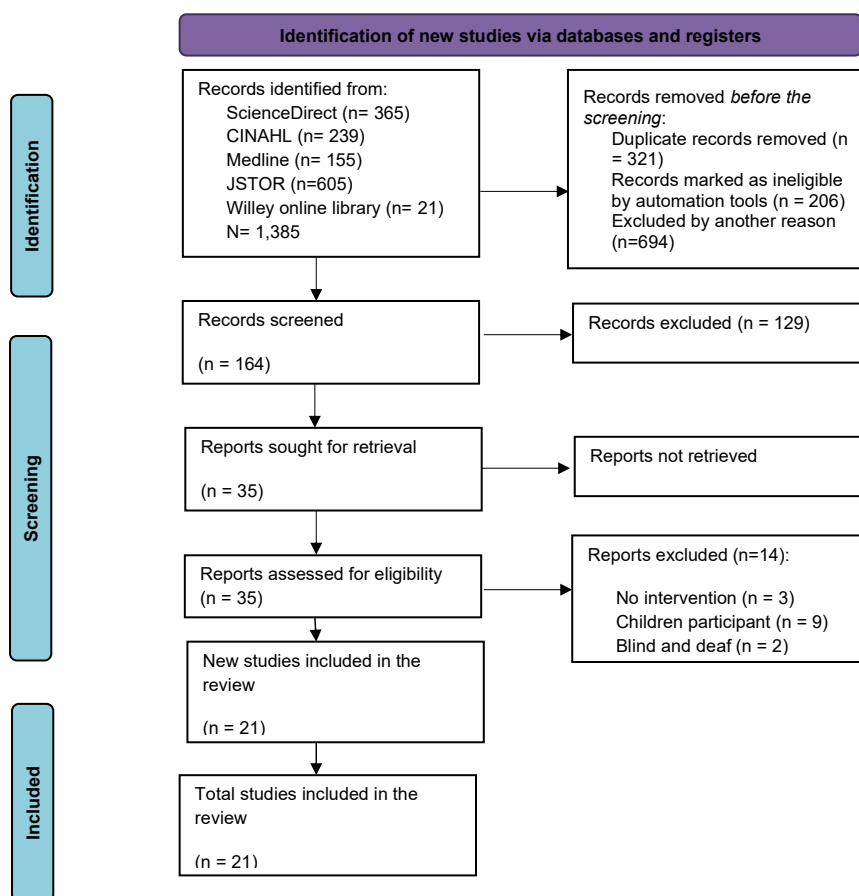 Identification of new studies via databases and registers
Identification
Records identified from:
ScienceDirect (n= 365)
CINAHL (n= 239)
Medline (n= 155)
JSTOR (n=605)
Willey online library (n= 21)
N= 1,385
Records removed before the
screening:
Duplicate records removed (n
= 321)
Records marked as ineligible
by automation tools (n = 206)
Excluded by another reason
(n=694)
Screening
Records screened
(n = 164)
Records excluded (n = 129)
Reports sought for retrieval
(n = 35)
Reports not retrieved
Reports assessed for eligibility
(n = 35)
Reports excluded (n=14):
No intervention (n = 3)
Children participant (n = 9)
Blind and deaf (n = 2)
New studies included in the
review
(n = 21)
Included
Total studies included in the
review
(n = 21)